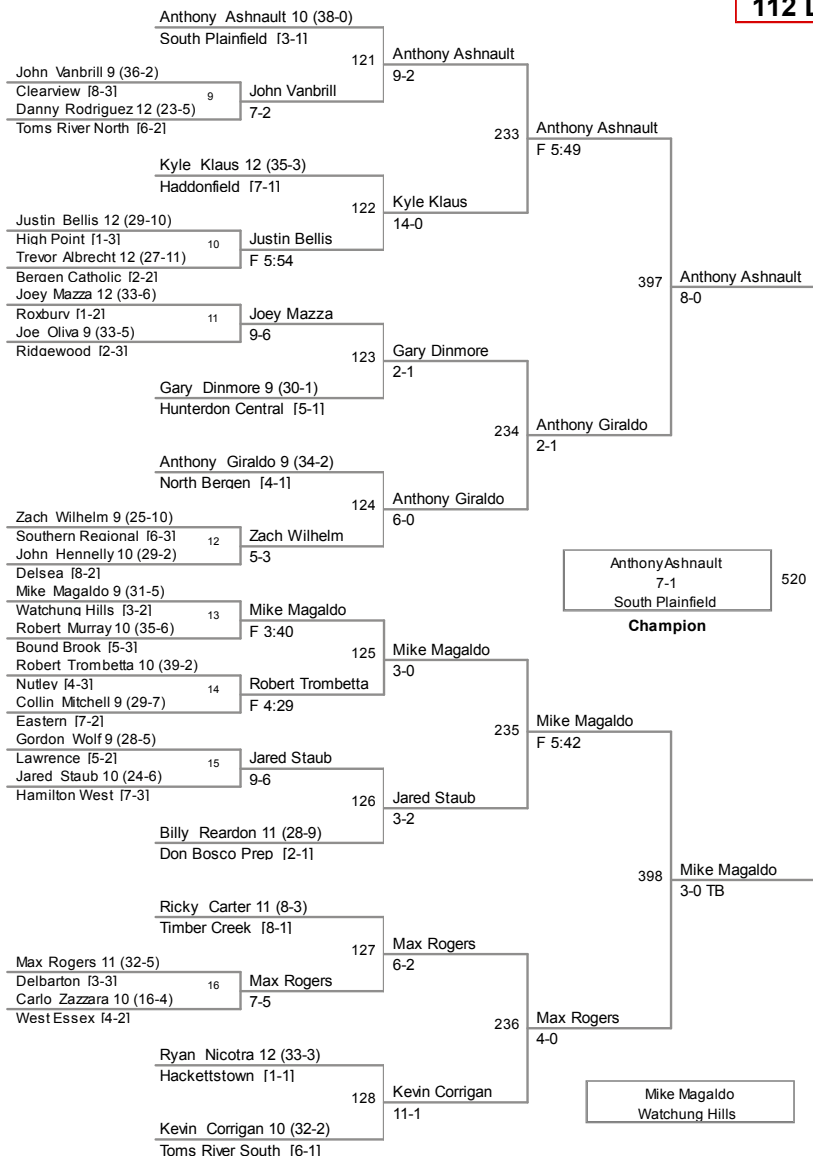 112 L
Anthony Ashnault 10 (38-0)
South Plainfield [3-1]
121
Anthony Ashnault
9-2
John Vanbrill 9 (36-2)
Clearview [8-3]
9
John Vanbrill
7-2
Danny Rodriguez 12 (23-5)
Toms River North [6-2]
233
Anthony Ashnault
F 5:49
Kyle Klaus 12 (35-3)
Haddonfield [7-1]
122
Kyle Klaus
14-0
Justin Bellis 12 (29-10)
High Point [1-3]
10
Justin Bellis
F 5:54
Trevor Albrecht 12 (27-11)
Bergen Catholic [2-2]
397
Anthony Ashnault
8-0
Joey Mazza 12 (33-6)
Roxbury [1-2]
11
Joey Mazza
9-6
Joe Oliva 9 (33-5)
Ridgewood [2-3]
123
Gary Dinmore
2-1
Gary Dinmore 9 (30-1)
Hunterdon Central [5-1]
234
Anthony Giraldo
2-1
Anthony Giraldo 9 (34-2)
North Bergen [4-1]
124
Anthony Giraldo
6-0
Zach Wilhelm 9 (25-10)
Southern Regional [6-3]
12
Zach Wilhelm
5-3
John Hennelly 10 (29-2)
Delsea [8-2]
AnthonyAshnault
7-1
South Plainfield
520
Champion
Mike Magaldo 9 (31-5)
Watchung Hills [3-2]
13
Mike Magaldo
F 3:40
Robert Murray 10 (35-6)
Bound Brook [5-3]
125
Mike Magaldo
3-0
Robert Trombetta 10 (39-2)
Nutley [4-3]
14
Robert Trombetta
F 4:29
Collin Mitchell 9 (29-7)
Eastern [7-2]
235
Mike Magaldo
F 5:42
Gordon Wolf 9 (28-5)
Lawrence [5-2]
15
Jared Staub
9-6
Jared Staub 10 (24-6)
Hamilton West [7-3]
126
Jared Staub
3-2
Billy Reardon 11 (28-9)
Don Bosco Prep [2-1]
398
Mike Magaldo
3-0 TB
Ricky Carter 11 (8-3)
Timber Creek [8-1]
127
Max Rogers
6-2
Max Rogers 11 (32-5)
Delbarton [3-3]
16
Max Rogers
7-5
Carlo Zazzara 10 (16-4)
West Essex [4-2]
236
Max Rogers
4-0
Ryan Nicotra 12 (33-3)
Hackettstown [1-1]
128
Kevin Corrigan
11-1
Kevin Corrigan 10 (32-2)
Toms River South [6-1]
Mike Magaldo
Watchung Hills